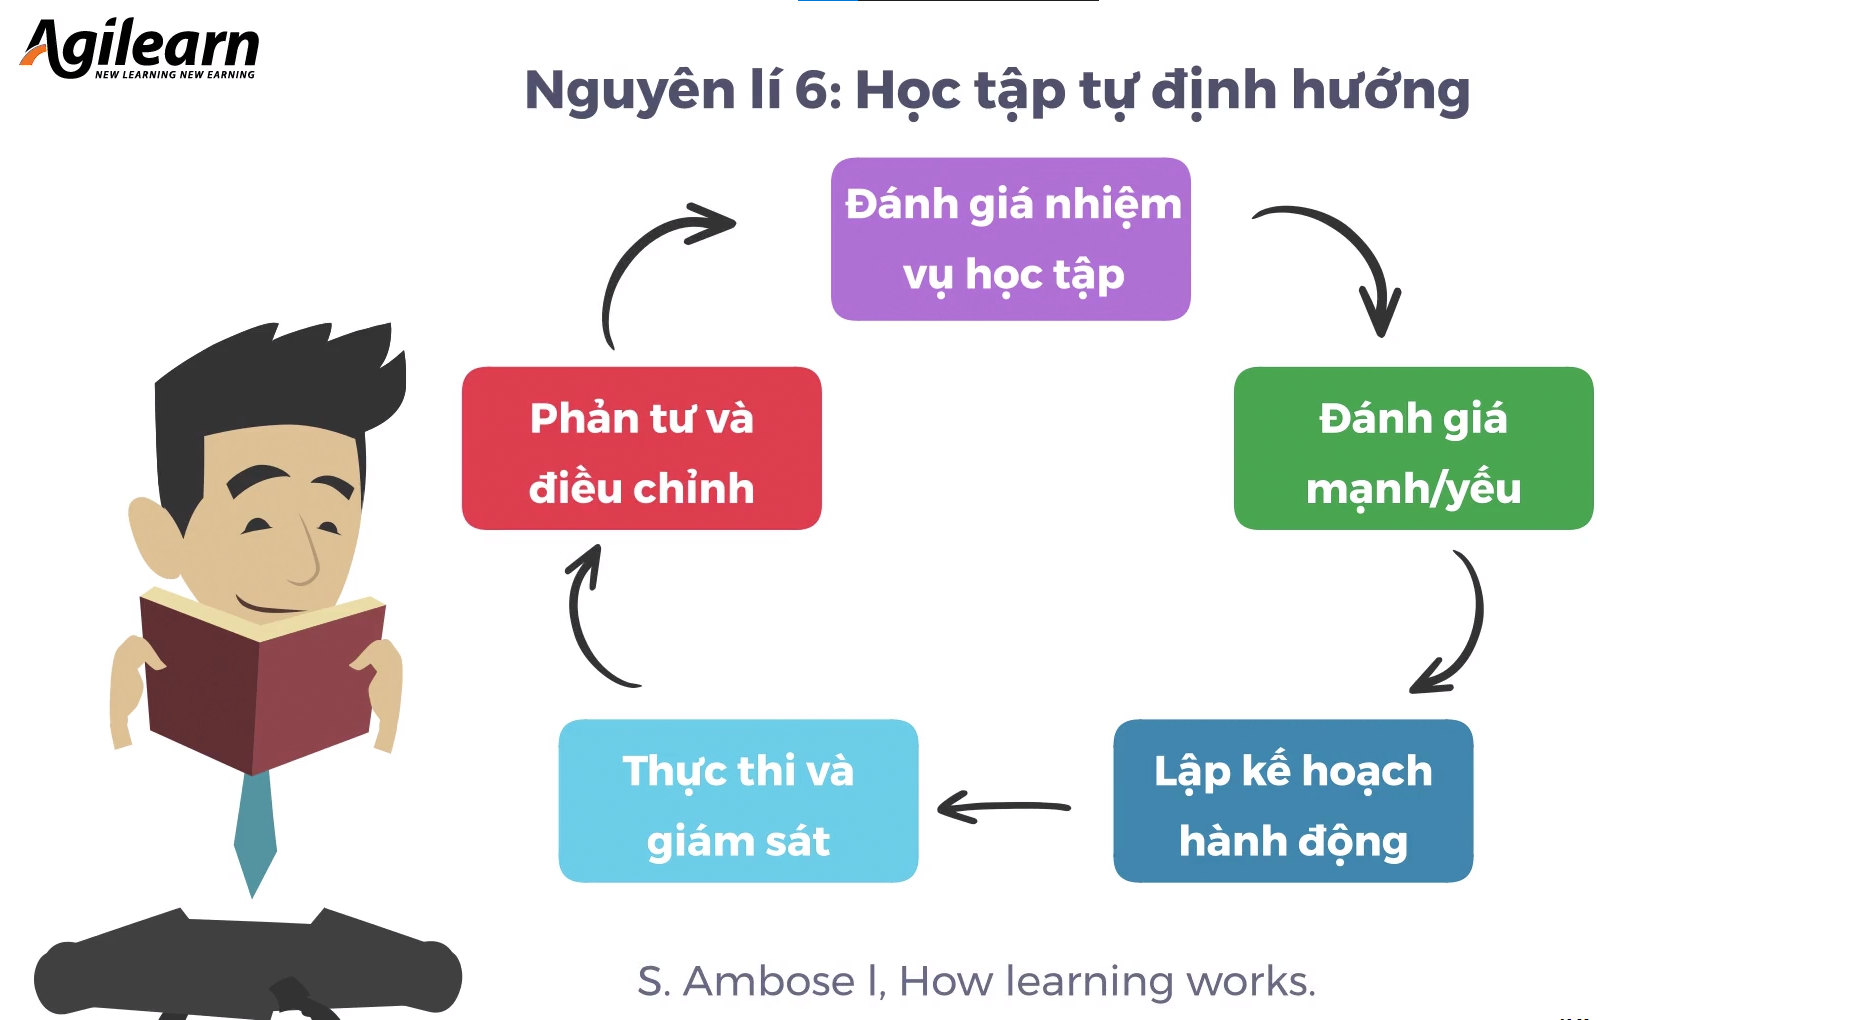 Agilearn
NEW LEARNING NEW EARNING
Nguyên lí 6: Học tập tự định hướng
Đánh giá nhiệm
vụ học tập
Đánh giá
mạnh/yếu
Lập kế hoạch
hành động
Thực thi và
giám sát
Phản tư và
điều chỉnh
S. Ambose l, How learning works.